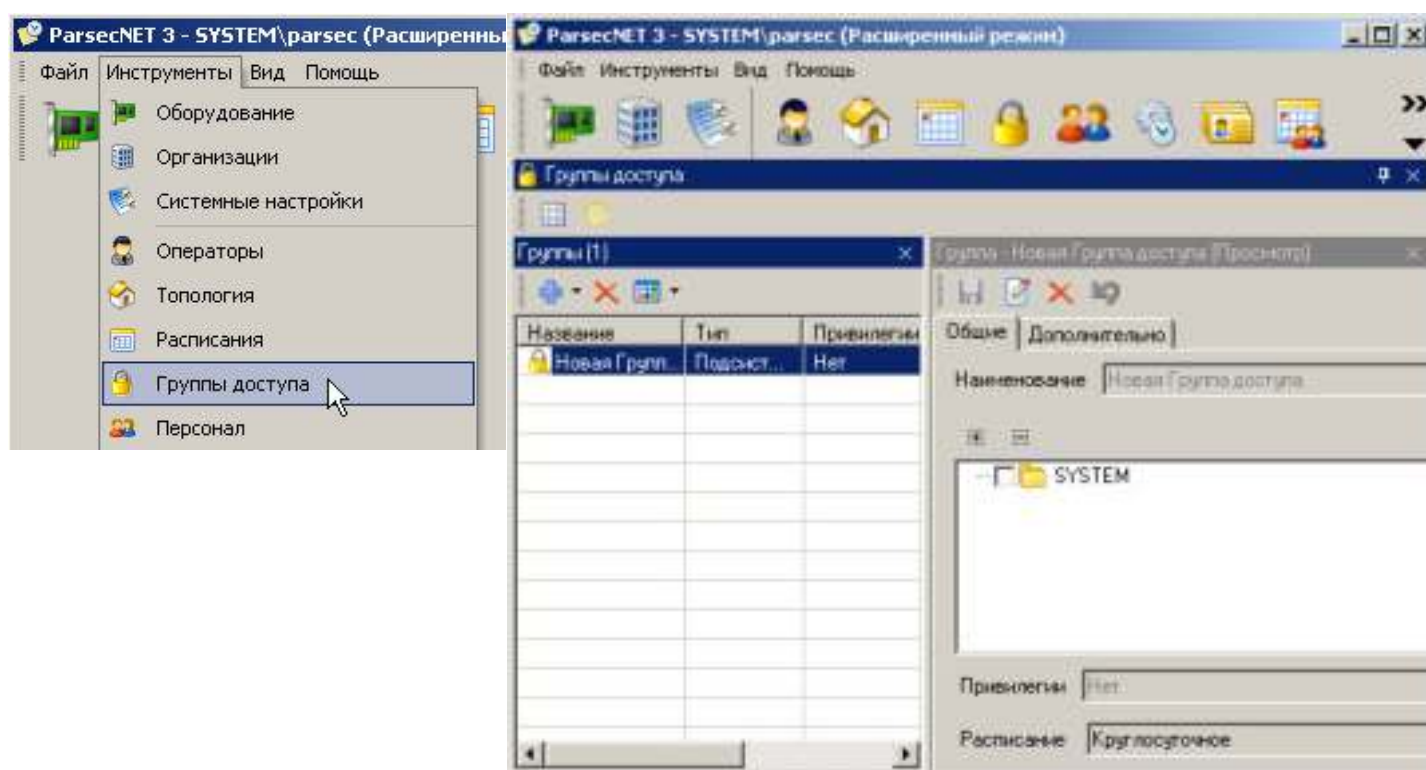 ParsecNET 3 - SYSTEM\parsec (Расширенны
Файл Инструменты Вид Помощь
Оборудование
Организации
Системные настройки
Операторы
Топология
Расписания
Группы доступа
Персонал
ParsecNET 3 - SYSTEM\parsec (Расширенный режим)
Файл Инструменты Вид Помощь
Группы доступа
Группы (1)
Группа - Новая Группа доступа (Просмотр)
Название Тип Привилегии
Новая Групп... Подсист... Нет
Общие Дополнительно
Наименование Новая Группа доступа
SYSTEM
Привилегии Нет
Расписание Круглосуточное